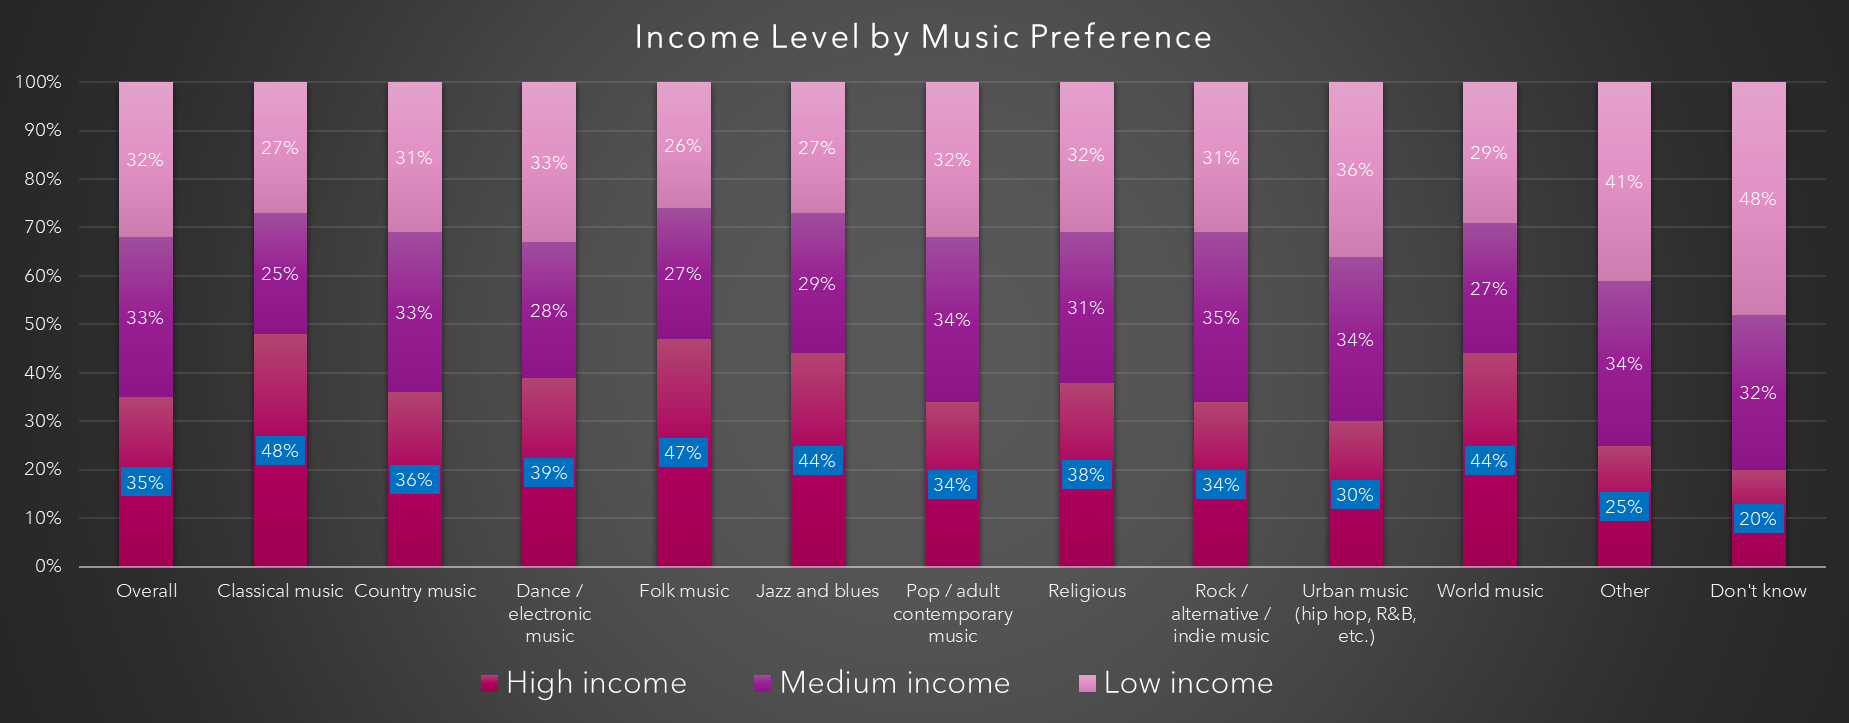 Income Level by Music Preference
100%
90%
80%
70%
60%
50%
40%
30%
20%
10%
0%
32% 27% 31% 33% 26% 27% 32% 32% 31% 36% 29% 41% 48%
33% 25% 33% 28% 27% 29% 34% 31% 35% 34% 27% 34% 32%
35% 48% 36% 39% 47% 44% 34% 38% 34% 30% 44% 25% 20%
Overall
Classical music
Country music
Dance /
electronic
music
Folk music
Jazz and blues
Pop / adult
contemporary
music
Religious
Rock /
alternative /
indie music
Urban music
(hip hop, R&B,
etc.)
World music
Other
Don't know
High income
Medium income
Low income